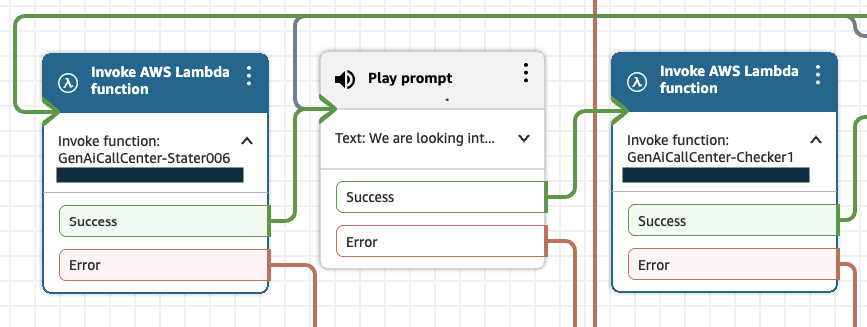 Invoke AWS Lambda
function
Invoke function:
GenAiCallCenter-Stater006
Success
Error
Play prompt
Text: We are looking int...
Success
Error
Invoke AWS Lambda
function
Invoke function:
GenAiCallCenter-Checker1
Success
Error